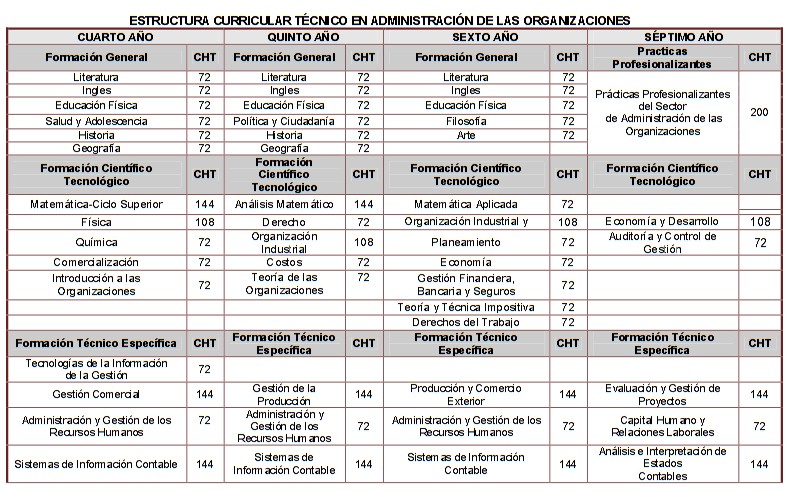 ESTRUCTURA CURRICULAR TÉCNICO EN ADMINISTRACIÓN DE LAS ORGANIZACIONES
CUARTO AÑO QUINTO AÑO SEXTO AÑO SÉPTIMO AÑO
Formación General CHT Formación General CHT Formación General CHT Practicas Profesionalizantes CHT
Literatura 72 Literatura 72 Literatura 72 Prácticas Profesionalizantes del Sector de Administración de las Organizaciones 200
Ingles 72 Ingles 72 Ingles 72
Educación Física 72 Educación Física 72 Educación Física 72
Salud y Adolescencia 72 Política y Ciudadanía 72 Filosofía 72
Historia 72 Historia 72 Arte 72
Geografía 72 Geografía 72
Formación Científico Tecnológico CHT Formación Científico Tecnológico CHT Formación Científico Tecnológico CHT Formación Científico Tecnológico CHT
Matemática-Ciclo Superior 144 Análisis Matemático 144 Matemática Aplicada 72
Física 108 Derecho 72 Organización Industrial y 108 Economía y Desarrollo 108
Química 72 Organización Industrial 108 Planeamiento 72 Auditoría y Control de Gestión 72
Comercialización 72 Costos 72 Economía 72
Introducción a las Organizaciones 72 Teoría de las Organizaciones 72 Gestión Financiera, Bancaria y Seguros 72
Teoría y Técnica Impositiva 72
Derechos del Trabajo 72
Formación Técnico Específica CHT Formación Técnico Específica CHT Formación Técnico Específica CHT Formación Técnico Específica CHT
Tecnologías de la Información de la Gestión 72
Gestión Comercial 144 Gestión de la Producción 144 Producción y Comercio Exterior 144 Evaluación y Gestión de Proyectos 144
Administración y Gestión de los Recursos Humanos 72 Administración y Gestión de los Recursos Humanos 72 Administración y Gestión de los Recursos Humanos 72 Capital Humano y Relaciones Laborales 72
Sistemas de Información Contable 144 Sistemas de Información Contable 144 Sistemas de Información Contable 144 Análisis e Interpretación de Estados Contables 144